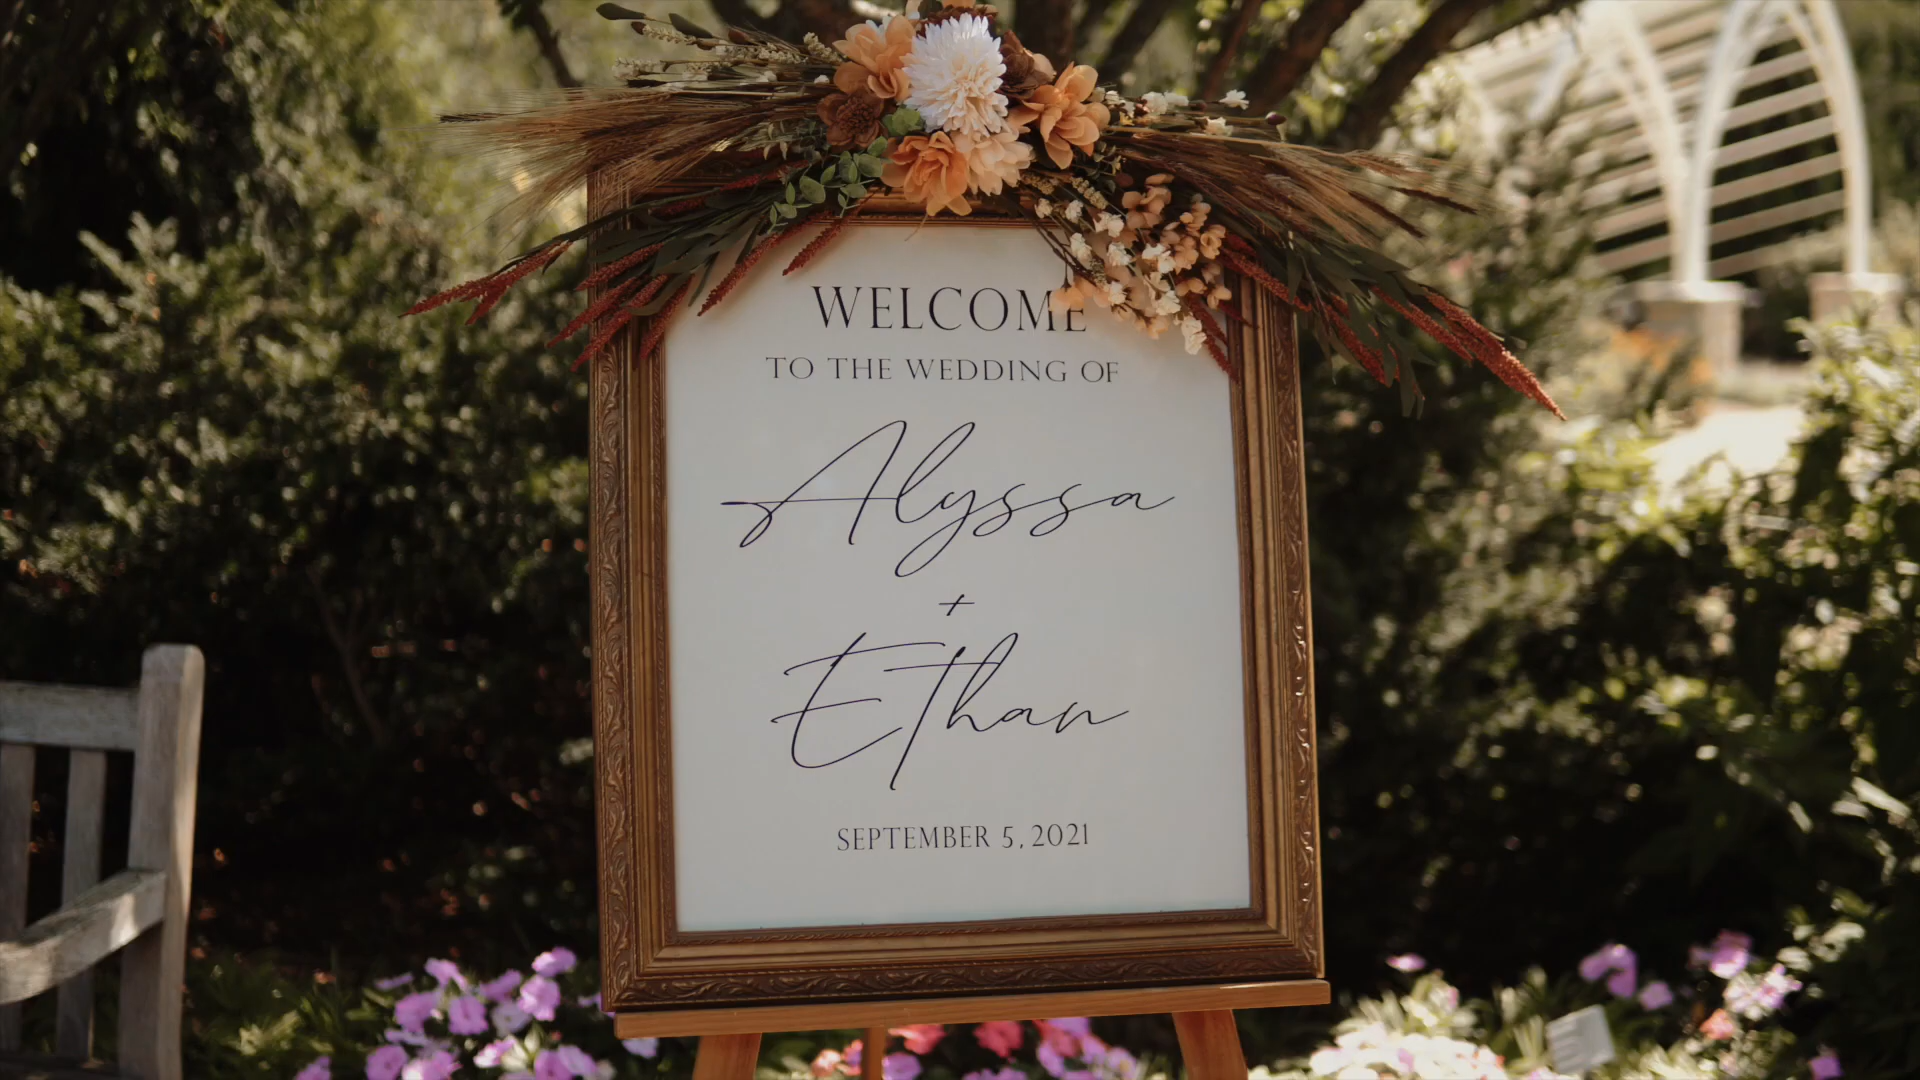 WELCOME
TO THE WEDDING OF
Alyssa
+
Ethan
SEPTEMBER 5, 2021